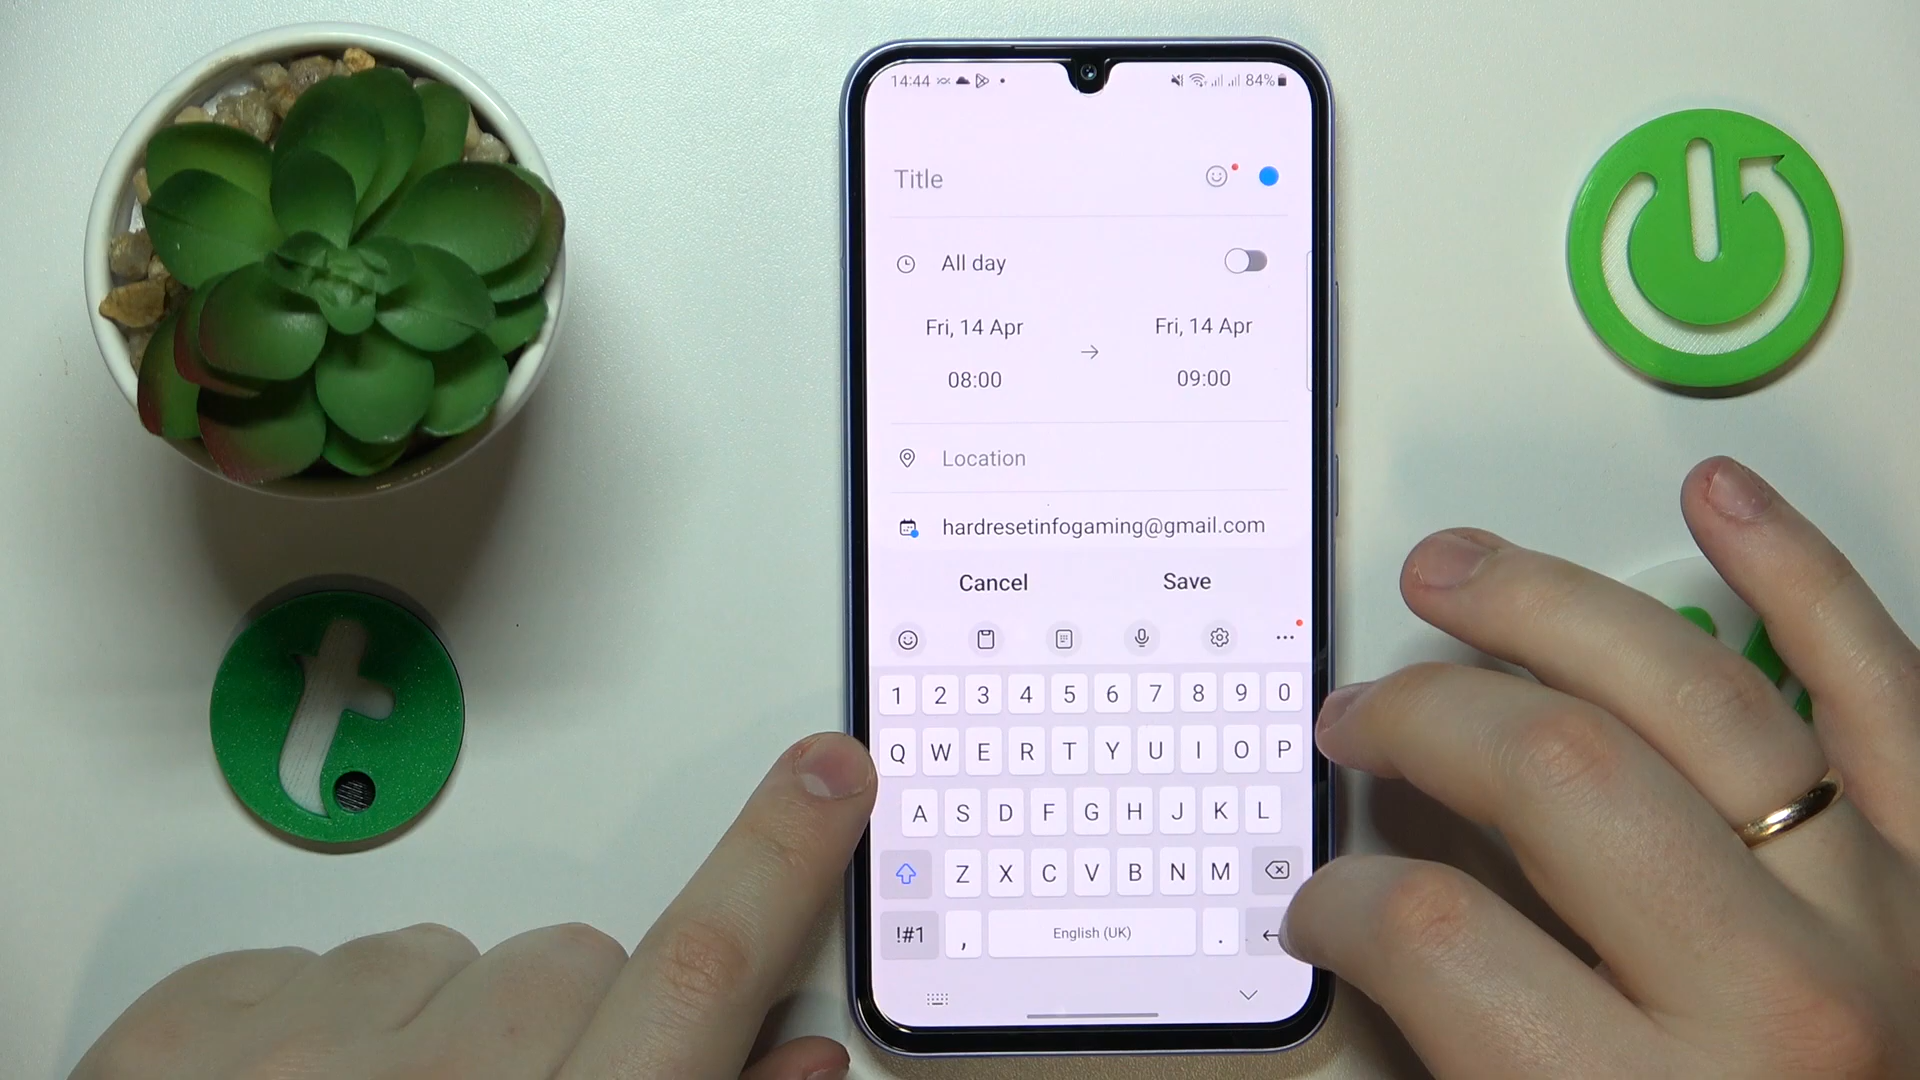 14:44 84%
Title
All day
Fri, 14 Apr Fri, 14 Apr
08:00 09:00
Location
hardresetinfogaming@gmail.com
Cancel Save
1 2 3 4 5 6 7 8 9 0
Q W E R T Y U I O P
A S D F G H J K L
Z X C V B N M
!#1 , English (UK) .